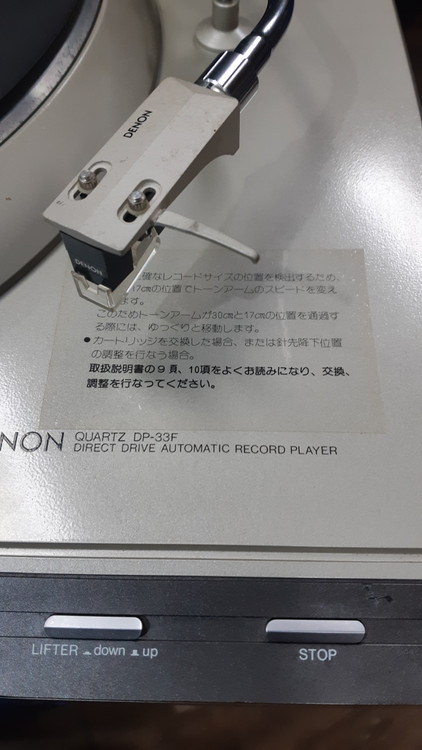 DENON
DENON
確なレコードサイズの位置を検出するため、
17cmの位置でトーンアームのスピードを変え
ます。
このためトーンアームが30cmと17cmの位置を通過す
る際には、ゆっくりと移動します。
●カートリッジを交換した場合、または針先降下位置
の調整を行なう場合。
取扱説明書の9頁、10項をよくお読みになり、交換、
調整を行なってください。
NON QUARTZ DP-33F
DIRECT DRIVE AUTOMATIC RECORD PLAYER
LIFTER down up
STOP